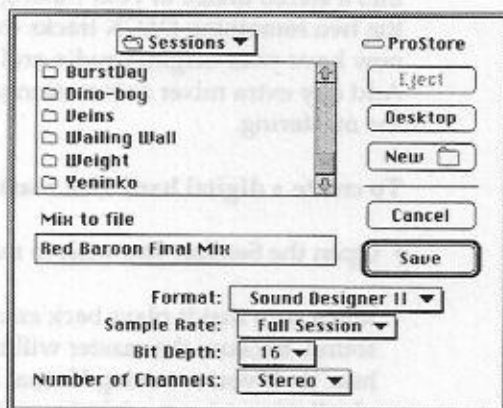 Sessions
ProStore
BurstDay
Dino-boy
Veins
Wailing Wall
Weight
Yeninko
Eject
Desktop
New
Cancel
Save
Mix to file
Red Baroon Final Mix
Format: Sound Designer II
Sample Rate: Full Session
Bit Depth: 16
Number of Channels: Stereo